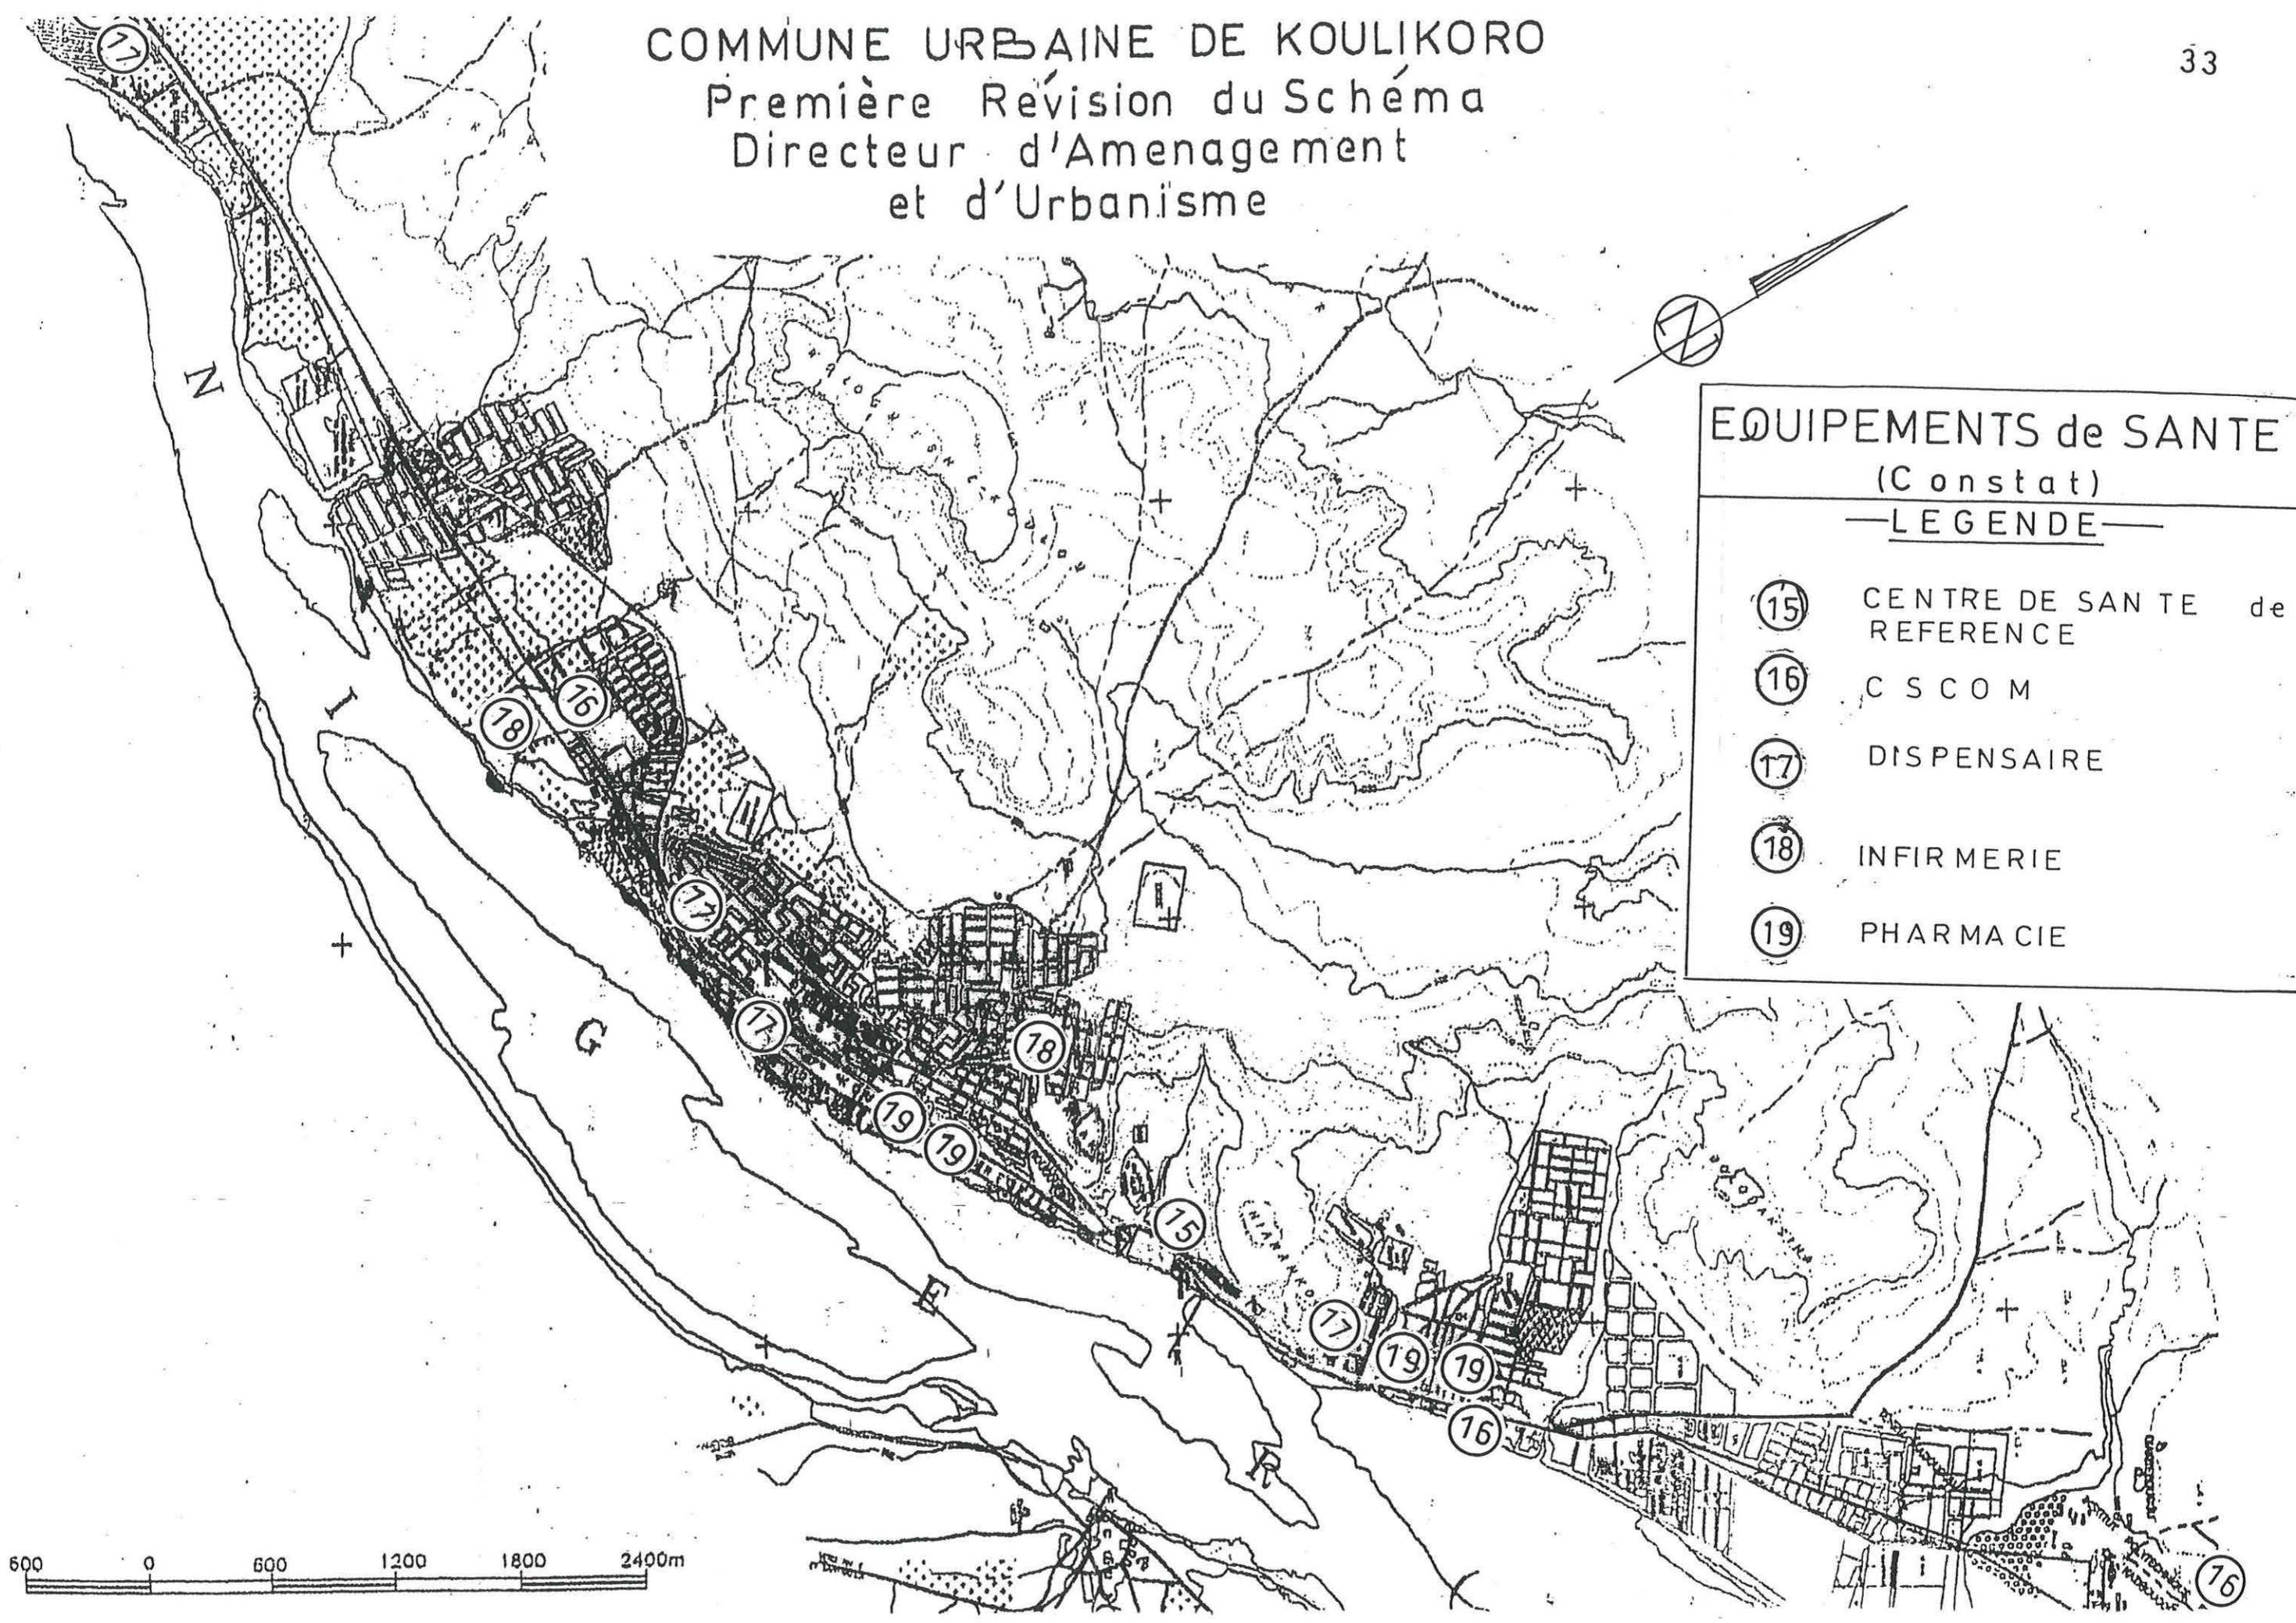 COMMUNE URBAINE DE KOULIKORO
Première Révision du Schéma
Directeur d'Amenagement
et d'Urbanisme
33
N
EQUIPEMENTS de SANTE
(Constat)
LEGENDE
15 CENTRE DE SANTE de
REFERENCE
16 CSCOM
17 DISPENSAIRE
18 INFIRMERIE
19 PHARMACIE
17
N
I
G
E
R
18
16
17
17
18
19
19
15
17
19
19
16
16
600 0 600 1200 1800 2400m